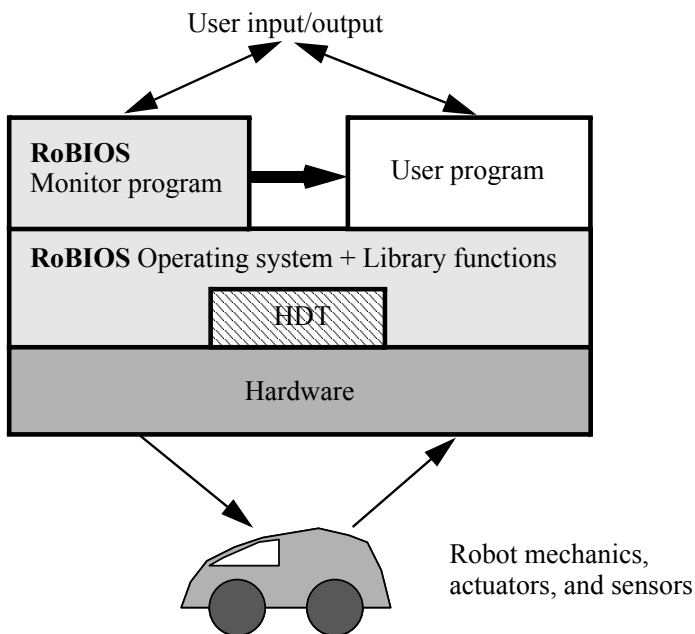 User input/output
RoBIOS
Monitor program
User program
RoBIOS Operating system + Library functions
HDT
Hardware
Robot mechanics,
actuators, and sensors